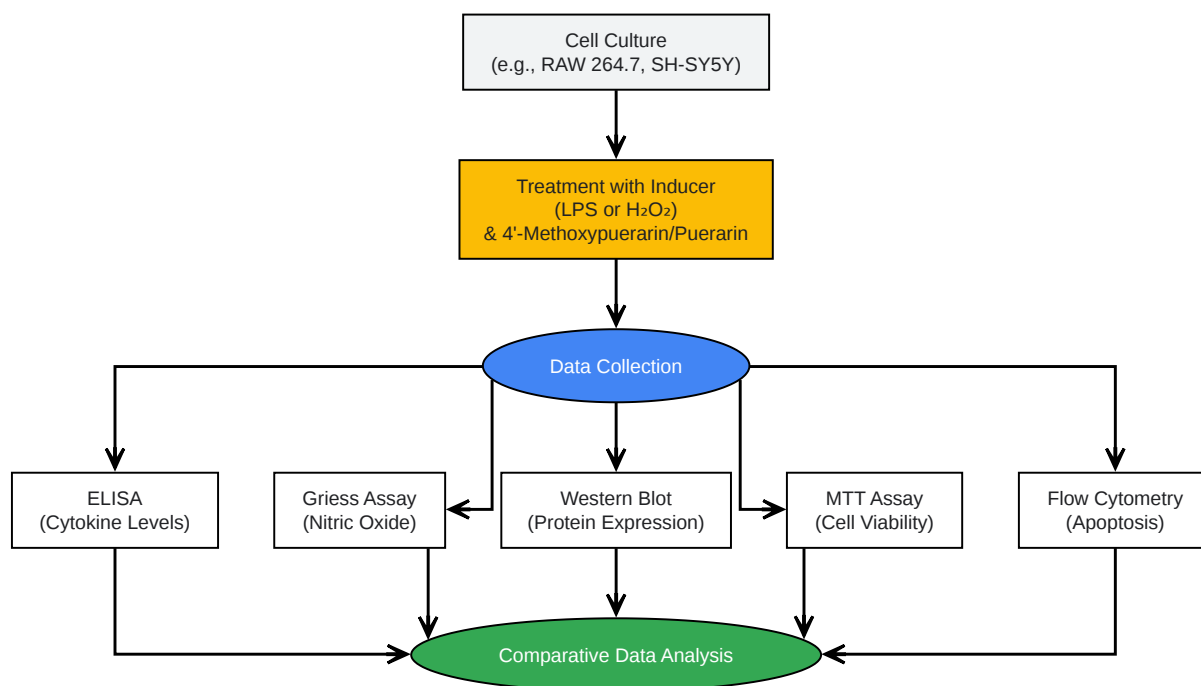 Cell Culture
(e.g., RAW 264.7, SH-SY5Y)
Treatment with Inducer
(LPS or H₂O₂)
& 4'-Methoxypuerarin/Puerarin
Data Collection
ELISA
(Cytokine Levels)
Griess Assay
(Nitric Oxide)
Western Blot
(Protein Expression)
MTT Assay
(Cell Viability)
Flow Cytometry
(Apoptosis)
Comparative Data Analysis